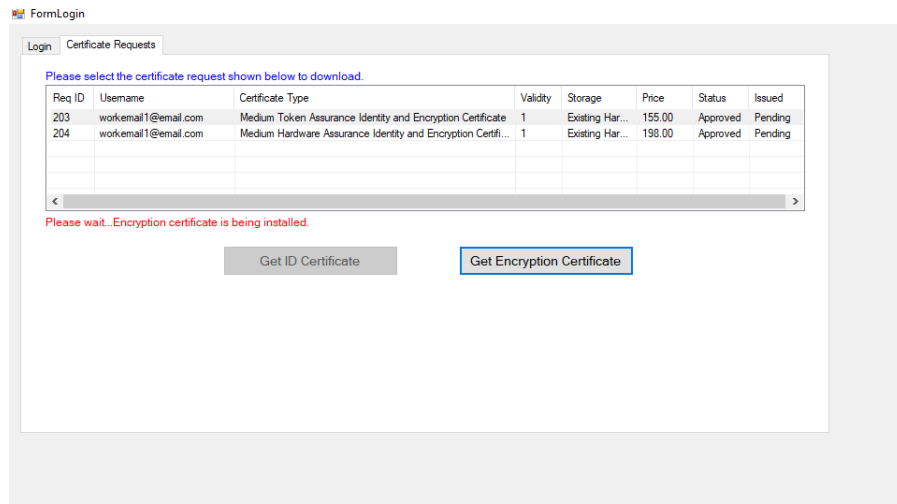 FormLogin
Login Certificate Requests
Please select the certificate request shown below to download.
Req ID Username Certificate Type Validity Storage Price Status Issued
203 workemail1@email.com Medium Token Assurance Identity and Encryption Certificate 1 Existing Har... 155.00 Approved Pending
204 workemail1@email.com Medium Hardware Assurance Identity and Encryption Certifi... 1 Existing Har... 198.00 Approved Pending
Please wait...Encryption certificate is being installed.
Get ID Certificate Get Encryption Certificate